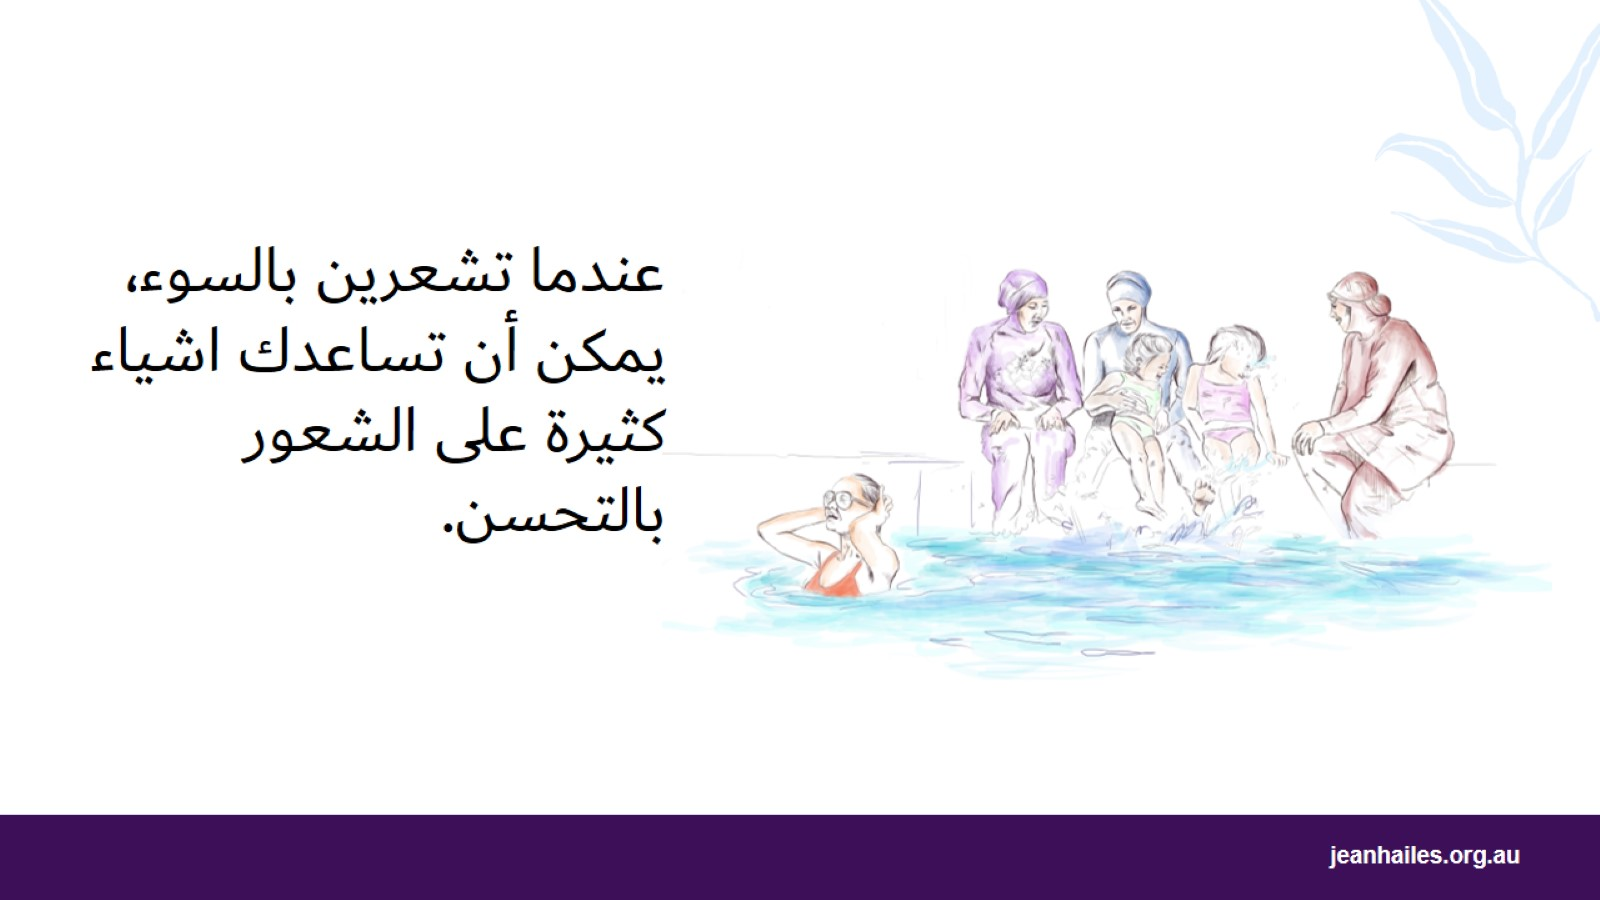 عندما تشعرين بالسوء،
يمكن أن تساعدك اشياء
كثيرة على الشعور
بالتحسن.
jeanhailes.org.au